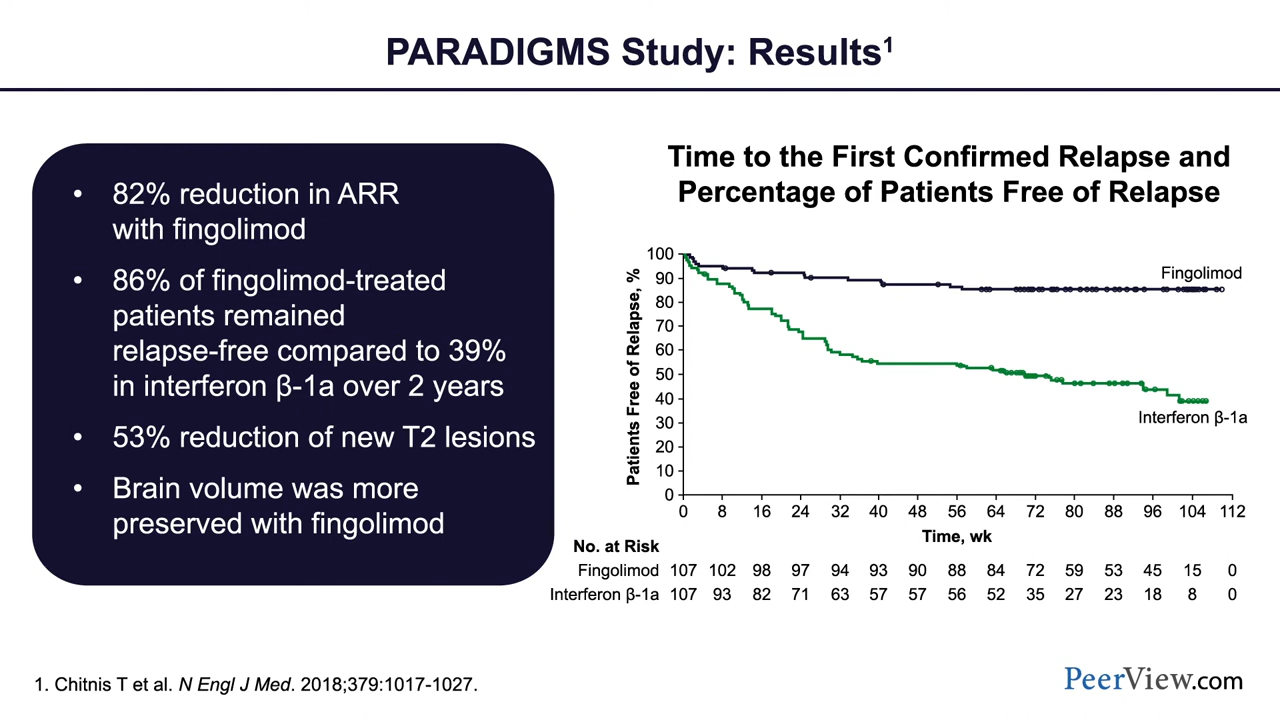 PARADIGMS Study: Results1
• 82% reduction in ARR
with fingolimod
• 86% of fingolimod-treated
patients remained
relapse-free compared to 39%
in interferon β-1a over 2 years
• 53% reduction of new T2 lesions
• Brain volume was more
preserved with fingolimod
Time to the First Confirmed Relapse and
Percentage of Patients Free of Relapse
Patients Free of Relapse, %
100
90
80
70
60
50
40
30
20
10
0
Fingolimod
Interferon β-1a
0 8 16 24 32 40 48 56 64 72 80 88 96 104 112
Time, wk
No. at Risk
Fingolimod 107 102 98 97 94 93 90 88 84 72 59 53 45 15 0
Interferon β-1a 107 93 82 71 63 57 57 56 52 35 27 23 18 8 0
1. Chitnis T et al. N Engl J Med. 2018;379:1017-1027.
PeerView.com